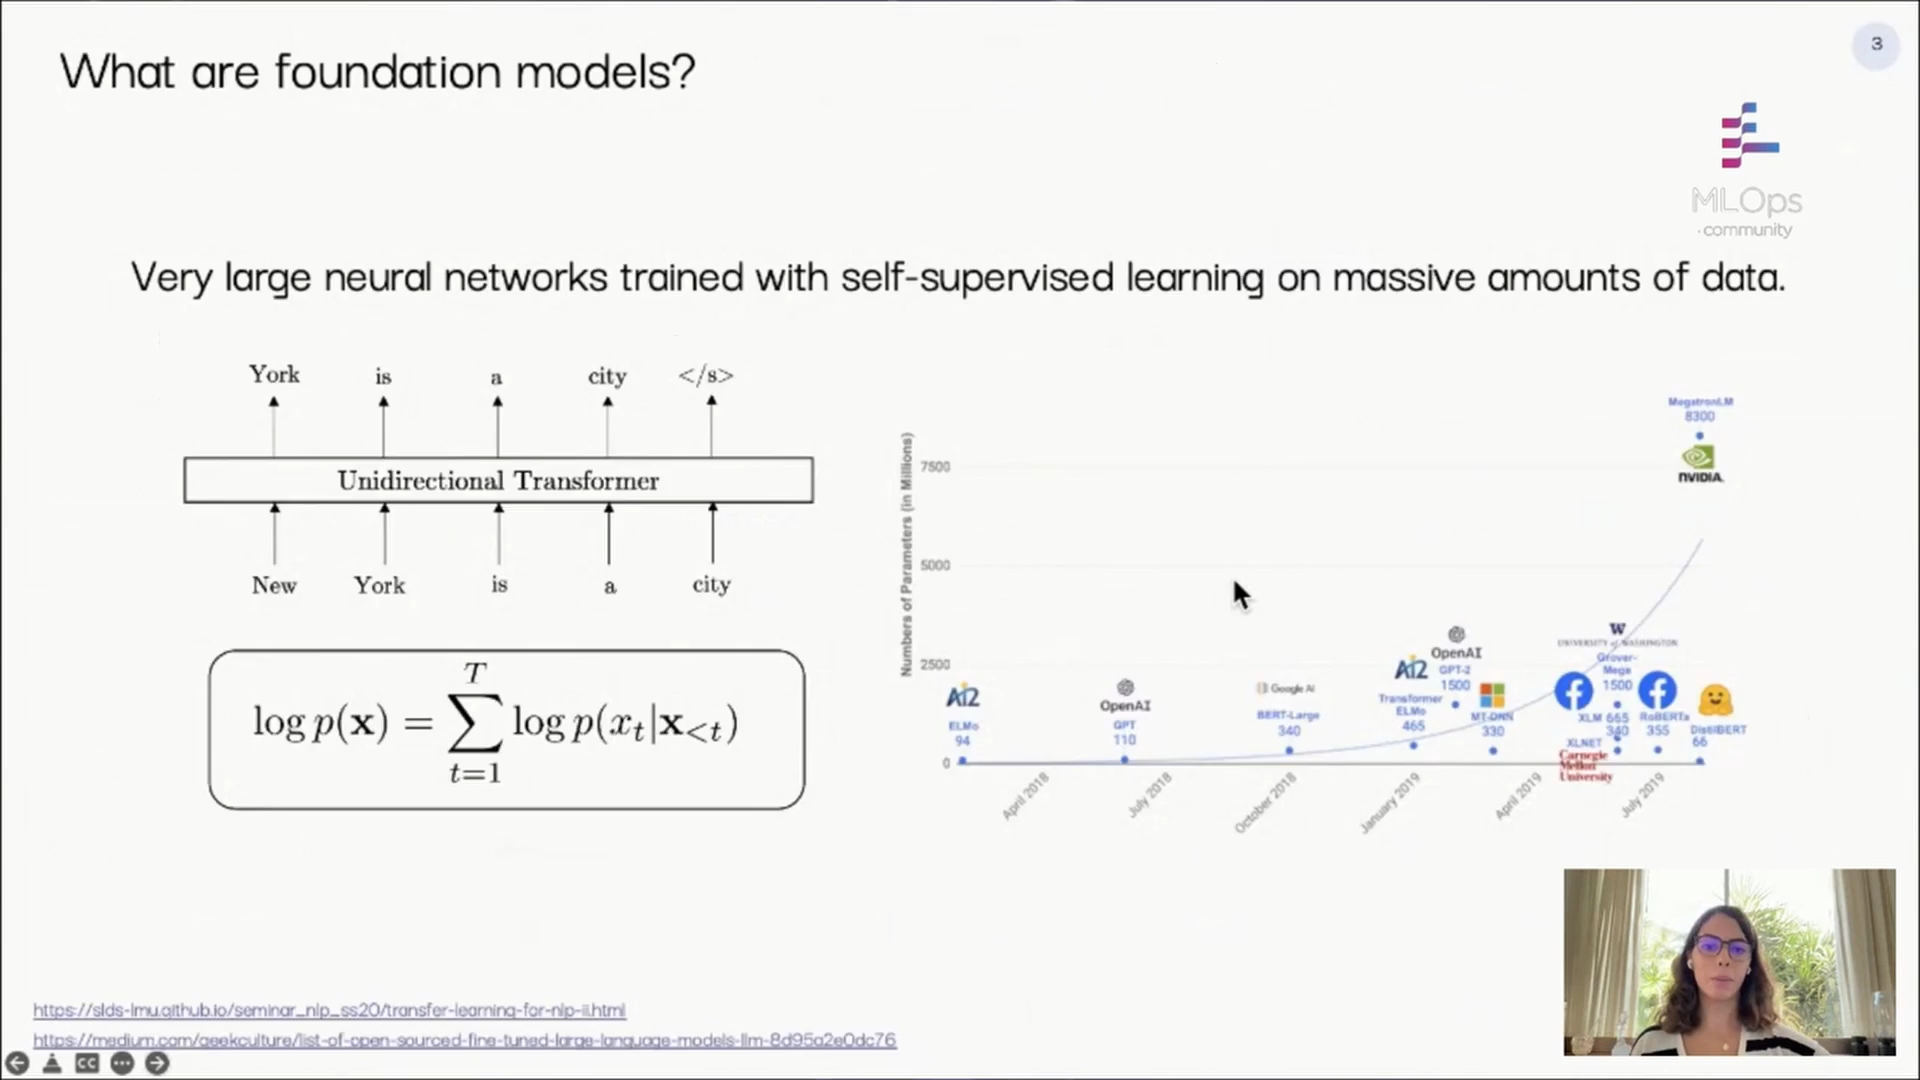 What are foundation models?
3
MLOps
.community
Very large neural networks trained with self-supervised learning on massive amounts of data.
York is a city </s>
Unidirectional Transformer
New York is a city
log p(x) = ∑ T t=1 log p(x_t|x_<t)
Numbers of Parameters (in Millions)
7500
5000
2500
0
MegatronLM
8300
NVIDIA.
AI2
ELMo
94
OpenAI
GPT
110
Google AI
BERT-Large
340
AI2
Transformer
ELMo
465
OpenAI
GPT-2
1500
MT-DNN
330
UNIVERSITY of WASHINGTON
Grover-
Mega
1500
XLM 665
340
XLNET
Carnegie
Mellon
University
RoBERTa
355
DistilBERT
66
April 2018
July 2018
October 2018
January 2019
April 2019
July 2019
https://slds-lmu.github.io/seminar_nlp_ss20/transfer-learning-for-nlp-ii.html
https://medium.com/geekculture/list-of-open-sourced-fine-tuned-large-language-models-llm-8d95a2e0dc76
CC